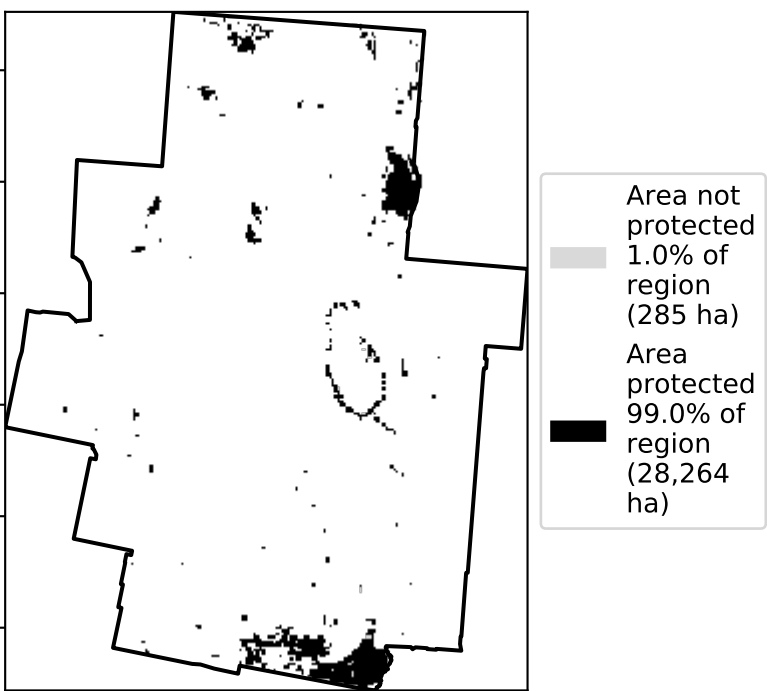 Area not
protected
1.0% of
region
(285 ha)
Area
protected
99.0% of
region
(28,264
ha)